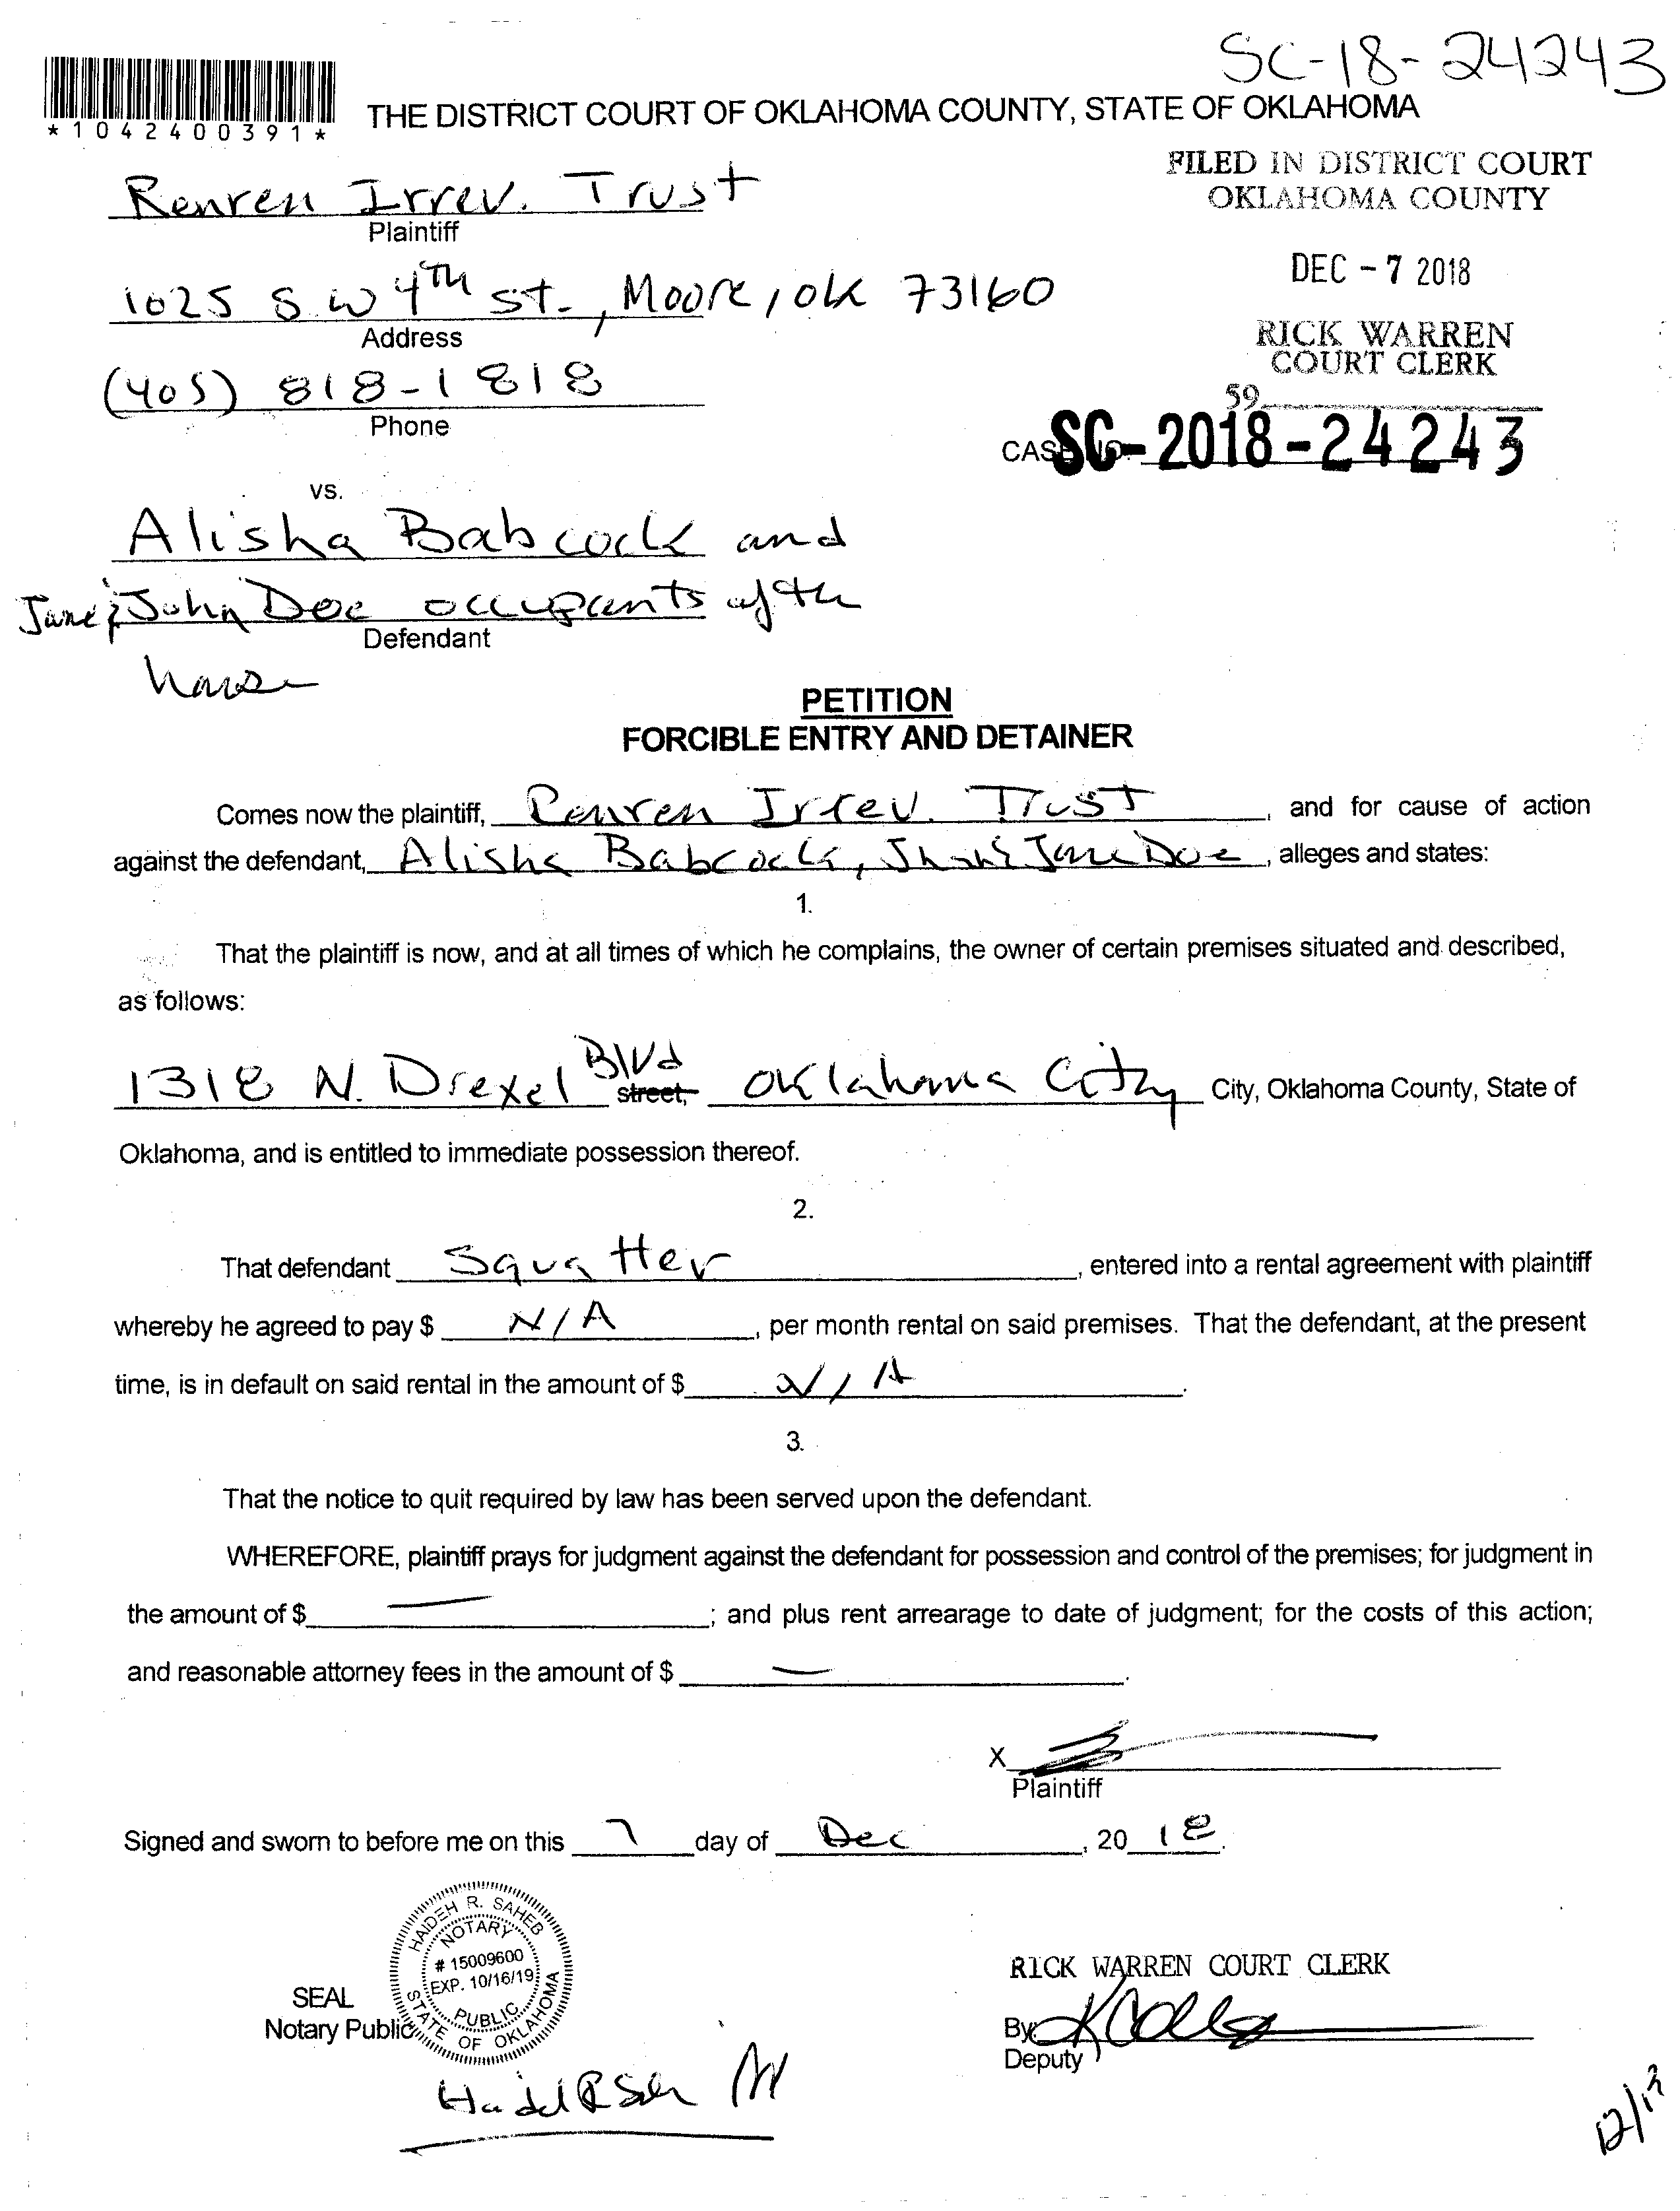 SC-18-24243
*1042400391*
THE DISTRICT COURT OF OKLAHOMA COUNTY, STATE OF OKLAHOMA
FILED IN DISTRICT COURT
OKLAHOMA COUNTY
Renren Irrev. Trust
Plaintiff
DEC - 7 2018
1025 S.W 4TH St., Moore, OK 73160
Address
RICK WARREN
COURT CLERK
(405) 818-1818
Phone
59
CASE NO. SC-2018-24243
vs.
Alisha Babcock and
Jane & John Doe occupants of the
Defendant
house
PETITION
FORCIBLE ENTRY AND DETAINER
Comes now the plaintiff, Renren Irrev. Trust, and for cause of action
against the defendant, Alisha Babcock, John & Jane Doe, alleges and states:
1.
That the plaintiff is now, and at all times of which he complains, the owner of certain premises situated and described,
as follows:
1318 N. Drexel Blvd street, Oklahoma City City, Oklahoma County, State of
Oklahoma, and is entitled to immediate possession thereof.
2.
That defendant Squatter, entered into a rental agreement with plaintiff
whereby he agreed to pay $ N/A, per month rental on said premises. That the defendant, at the present
time, is in default on said rental in the amount of $ N/A.
3.
That the notice to quit required by law has been served upon the defendant.
WHEREFORE, plaintiff prays for judgment against the defendant for possession and control of the premises; for judgment in
the amount of $ —; and plus rent arrearage to date of judgment; for the costs of this action;
and reasonable attorney fees in the amount of $ —.
X
Plaintiff
Signed and sworn to before me on this 7 day of Dec, 20 18.
HAIDEH R. SAHEB
NOTARY
# 15009600
EXP. 10/16/19
PUBLIC
STATE OF OKLAHOMA
SEAL
Notary Public
RICK WARREN COURT CLERK
By:
Deputy
12/13